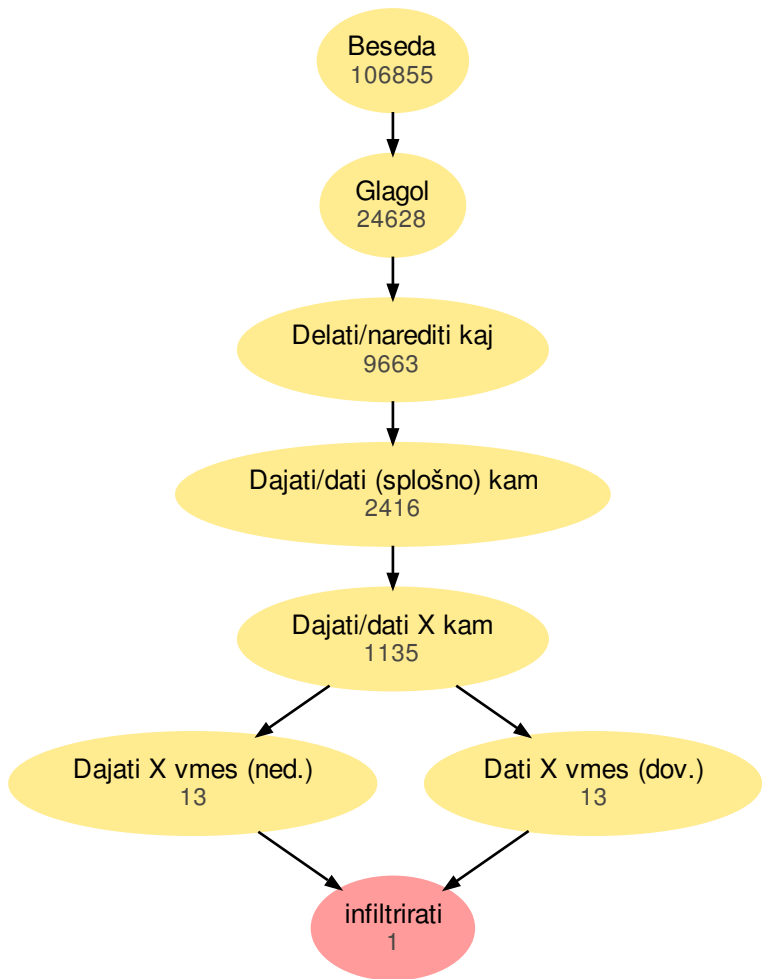 Beseda
106855
Glagol
24628
Delati/narediti kaj
9663
Dajati/dati (splošno) kam
2416
Dajati/dati X kam
1135
Dajati X vmes (ned.)
13
Dati X vmes (dov.)
13
infiltrirati
1